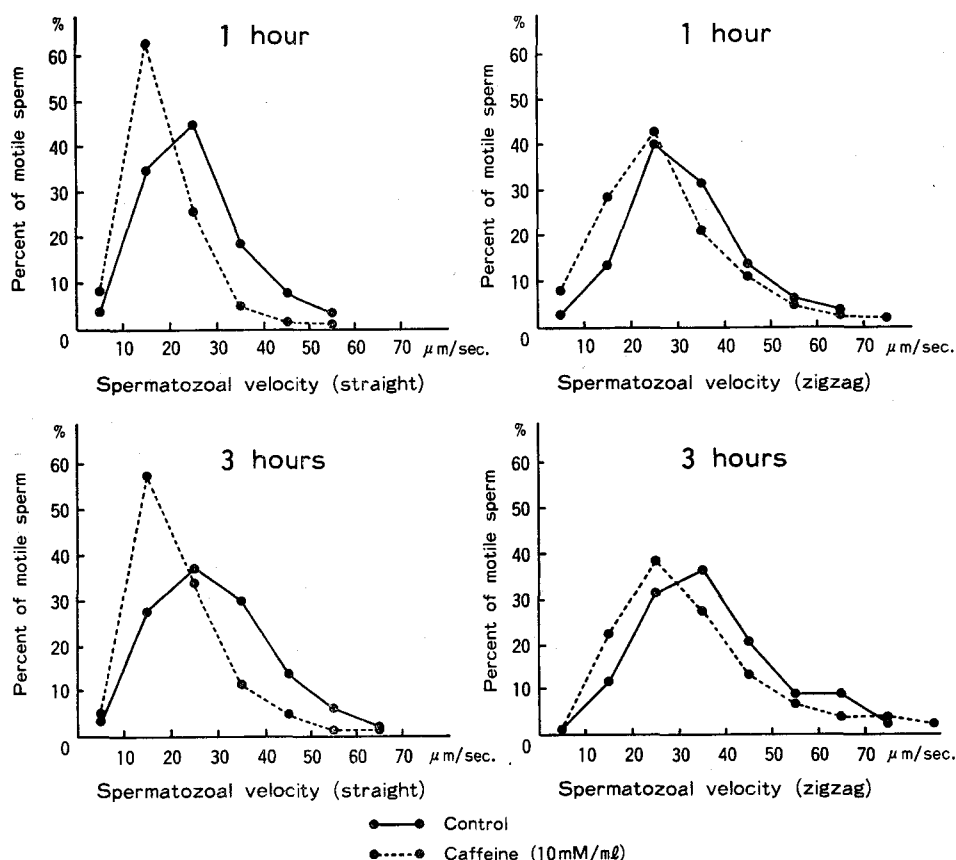 %
1 hour
Percent of motile sperm
60
50
40
30
20
10
0
10 20 30 40 50 60 70 μm/sec.
Spermatozoal velocity (straight)
%
1 hour
Percent of motile sperm
60
50
40
30
20
10
0
10 20 30 40 50 60 70 μm/sec.
Spermatozoal velocity (zigzag)
%
3 hours
Percent of motile sperm
60
50
40
30
20
10
0
10 20 30 40 50 60 70 μm/sec.
Spermatozoal velocity (straight)
%
3 hours
Percent of motile sperm
60
50
40
30
20
10
0
10 20 30 40 50 60 70 μm/sec.
Spermatozoal velocity (zigzag)
Control
Caffeine (10mM/mℓ)